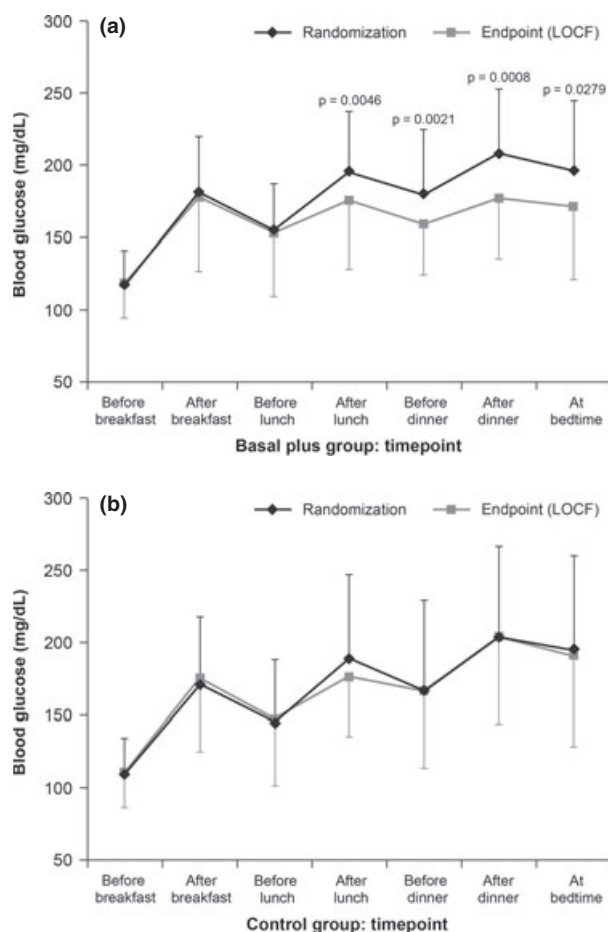 (a)
Randomization
Endpoint (LOCF)
300
250
200
150
100
50
Blood glucose (mg/dL)
p = 0.0046
p = 0.0021
p = 0.0008
p = 0.0279
Before breakfast
After breakfast
Before lunch
After lunch
Before dinner
After dinner
At bedtime
Basal plus group: timepoint
(b)
Randomization
Endpoint (LOCF)
300
250
200
150
100
50
Blood glucose (mg/dL)
Before breakfast
After breakfast
Before lunch
After lunch
Before dinner
After dinner
At bedtime
Control group: timepoint